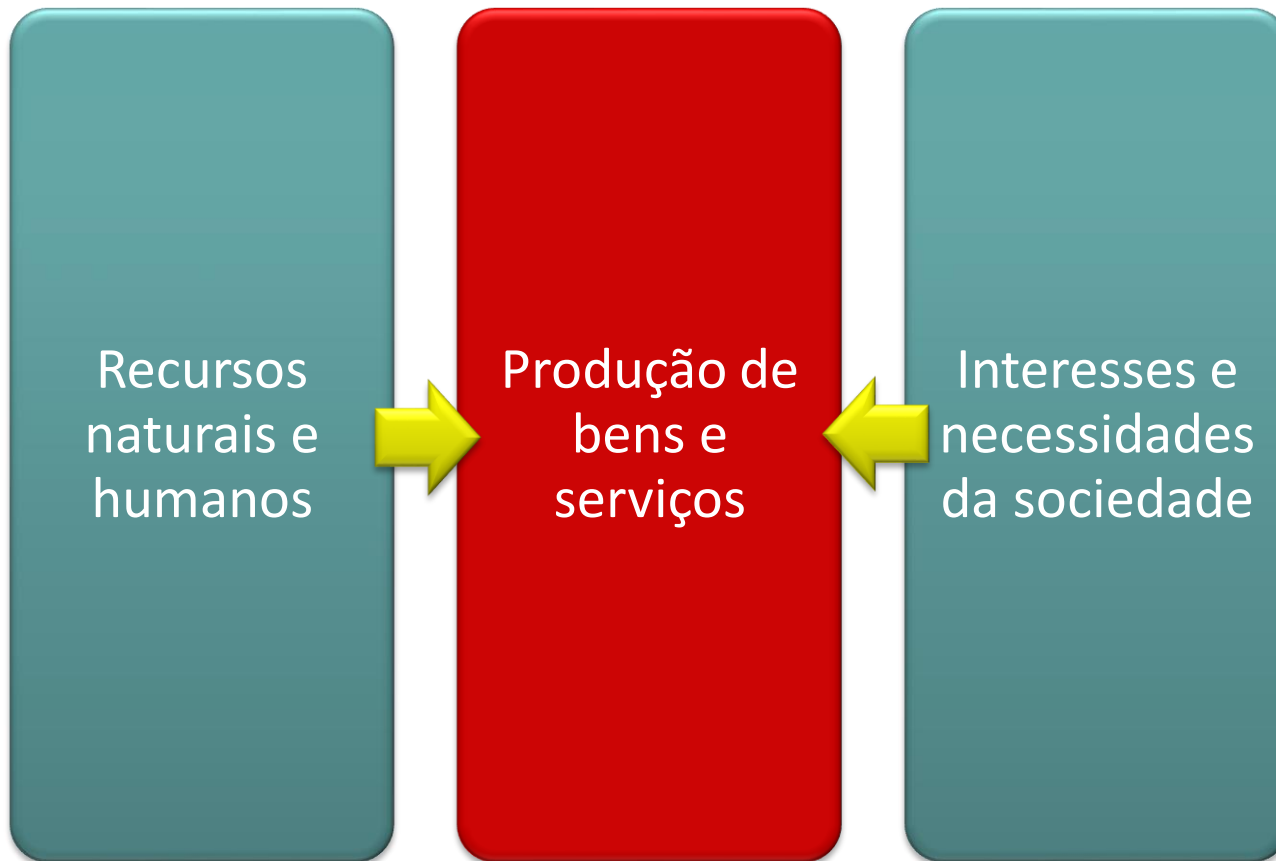 Recursos
naturais e
humanos
Produção de
bens e
serviços
Interesses e
necessidades
da sociedade